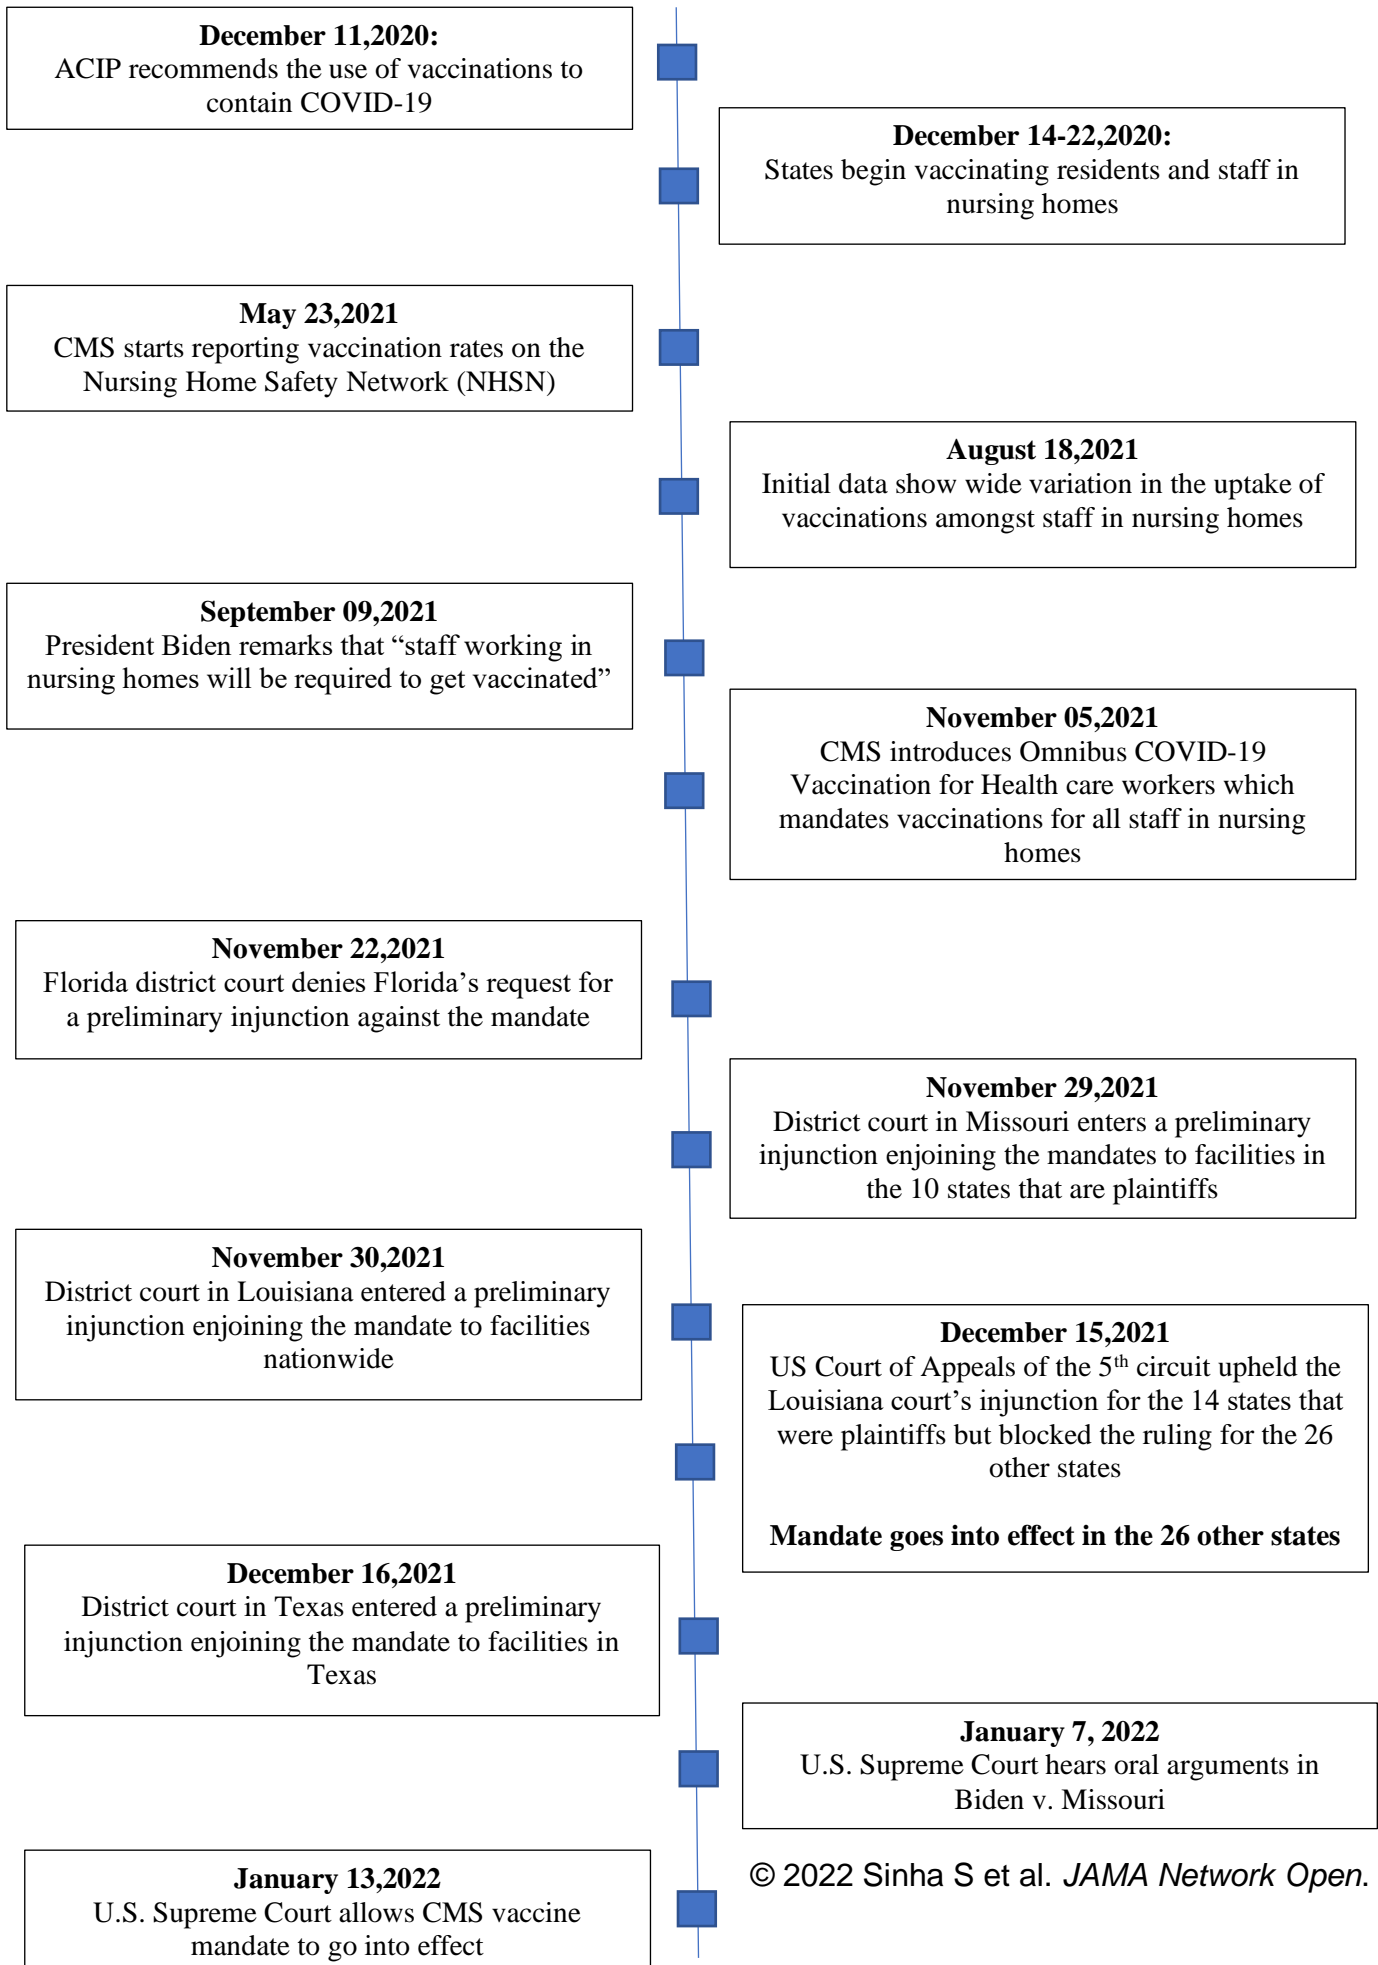 December 11,2020:
ACIP recommends the use of vaccinations to
contain COVID-19
December 14-22,2020:
States begin vaccinating residents and staff in
nursing homes
May 23,2021
CMS starts reporting vaccination rates on the
Nursing Home Safety Network (NHSN)
August 18,2021
Initial data show wide variation in the uptake of
vaccinations amongst staff in nursing homes
September 09,2021
President Biden remarks that “staff working in
nursing homes will be required to get vaccinated”
November 05,2021
CMS introduces Omnibus COVID-19
Vaccination for Health care workers which
mandates vaccinations for all staff in nursing
homes
November 22,2021
Florida district court denies Florida’s request for
a preliminary injunction against the mandate
November 29,2021
District court in Missouri enters a preliminary
injunction enjoining the mandates to facilities in
the 10 states that are plaintiffs
November 30,2021
District court in Louisiana entered a preliminary
injunction enjoining the mandate to facilities
nationwide
December 15,2021
US Court of Appeals of the 5th circuit upheld the
Louisiana court’s injunction for the 14 states that
were plaintiffs but blocked the ruling for the 26
other states
Mandate goes into effect in the 26 other states
December 16,2021
District court in Texas entered a preliminary
injunction enjoining the mandate to facilities in
Texas
January 7, 2022
U.S. Supreme Court hears oral arguments in
Biden v. Missouri
January 13,2022
U.S. Supreme Court allows CMS vaccine
mandate to go into effect
© 2022 Sinha S et al. JAMA Network Open.